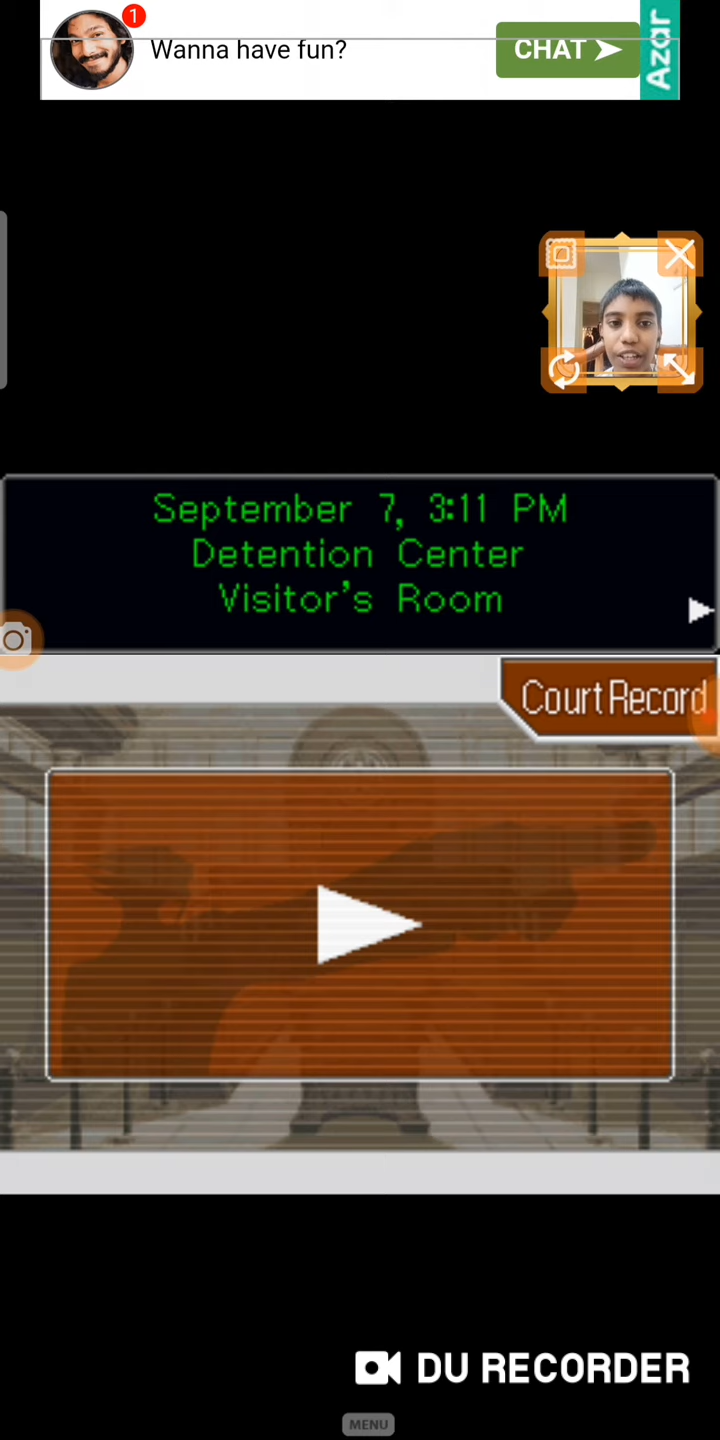 1
Wanna have fun?
CHAT
Azar
September 7, 3:11 PM
Detention Center
Visitor's Room
Court Record
DU RECORDER
MENU